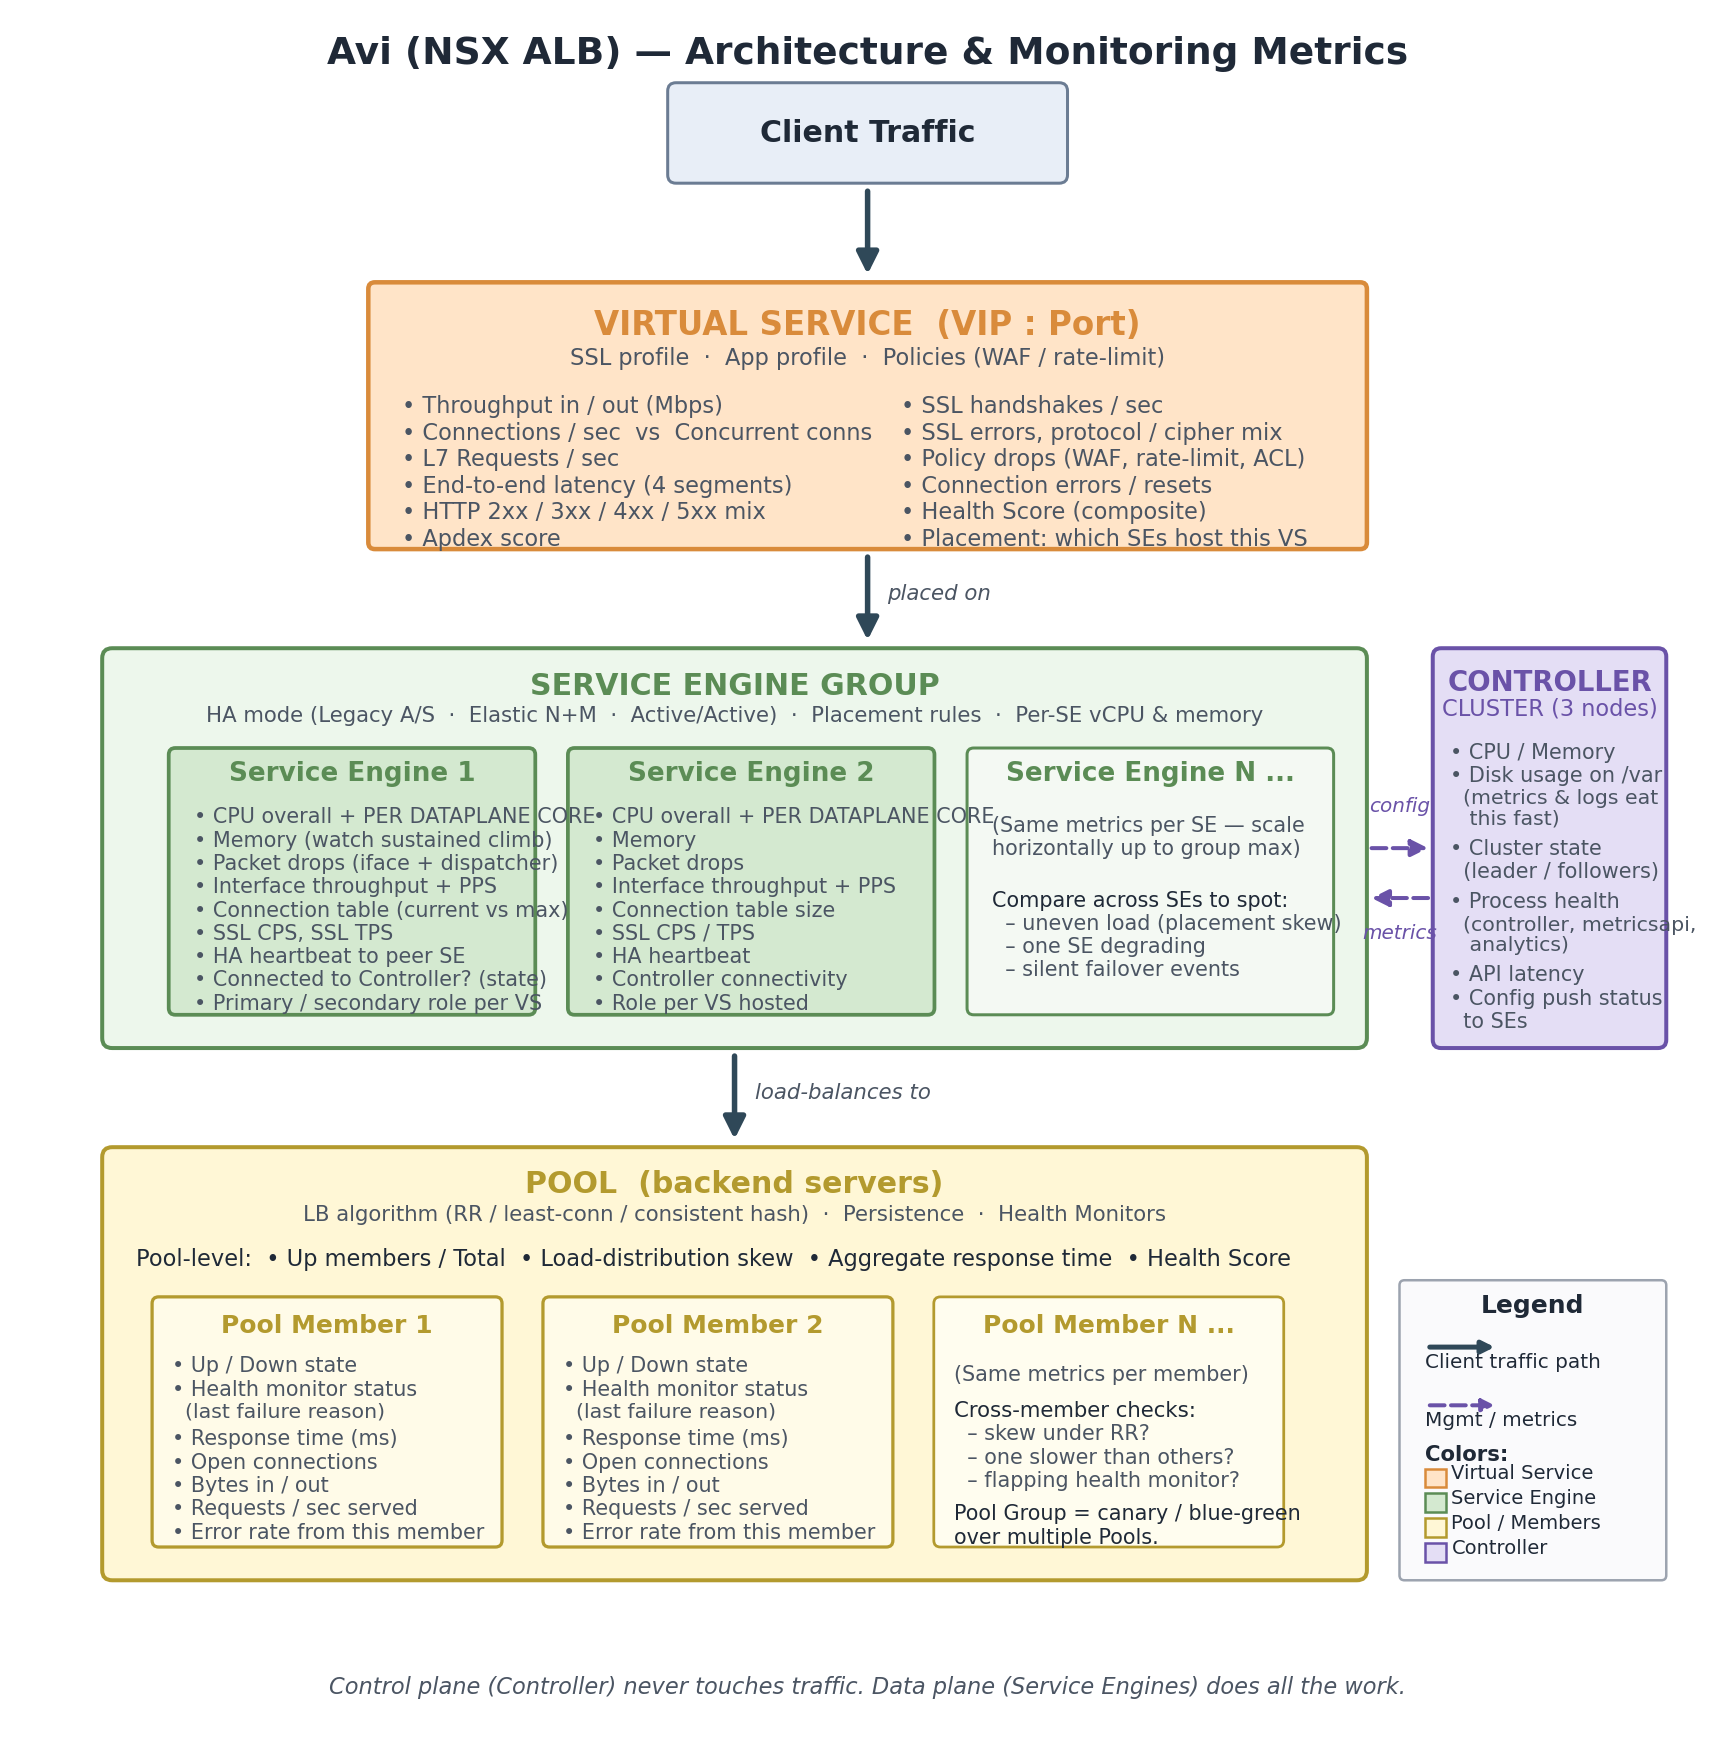 Avi (NSX ALB) — Architecture & Monitoring Metrics
Client Traffic
VIRTUAL SERVICE (VIP : Port)
SSL profile · App profile · Policies (WAF / rate-limit)
• Throughput in / out (Mbps)
• Connections / sec vs Concurrent conns
• L7 Requests / sec
• End-to-end latency (4 segments)
• HTTP 2xx / 3xx / 4xx / 5xx mix
• Apdex score
• SSL handshakes / sec
• SSL errors, protocol / cipher mix
• Policy drops (WAF, rate-limit, ACL)
• Connection errors / resets
• Health Score (composite)
• Placement: which SEs host this VS
placed on
SERVICE ENGINE GROUP
HA mode (Legacy A/S · Elastic N+M · Active/Active) · Placement rules · Per-SE vCPU & memory
Service Engine 1
• CPU overall + PER DATAPLANE CORE
• Memory (watch sustained climb)
• Packet drops (iface + dispatcher)
• Interface throughput + PPS
• Connection table (current vs max)
• SSL CPS, SSL TPS
• HA heartbeat to peer SE
• Connected to Controller? (state)
• Primary / secondary role per VS
Service Engine 2
• CPU overall + PER DATAPLANE CORE
• Memory
• Packet drops
• Interface throughput + PPS
• Connection table size
• SSL CPS / TPS
• HA heartbeat
• Controller connectivity
• Role per VS hosted
Service Engine N ...
(Same metrics per SE — scale
horizontally up to group max)
Compare across SEs to spot:
– uneven load (placement skew)
– one SE degrading
– silent failover events
config
metrics
CONTROLLER
CLUSTER (3 nodes)
• CPU / Memory
• Disk usage on /var
(metrics & logs eat
this fast)
• Cluster state
(leader / followers)
• Process health
(controller, metricsapi,
analytics)
• API latency
• Config push status
to SEs
load-balances to
POOL (backend servers)
LB algorithm (RR / least-conn / consistent hash) · Persistence · Health Monitors
Pool-level: • Up members / Total • Load-distribution skew • Aggregate response time • Health Score
Pool Member 1
• Up / Down state
• Health monitor status
(last failure reason)
• Response time (ms)
• Open connections
• Bytes in / out
• Requests / sec served
• Error rate from this member
Pool Member 2
• Up / Down state
• Health monitor status
(last failure reason)
• Response time (ms)
• Open connections
• Bytes in / out
• Requests / sec served
• Error rate from this member
Pool Member N ...
(Same metrics per member)
Cross-member checks:
– skew under RR?
– one slower than others?
– flapping health monitor?
Pool Group = canary / blue-green
over multiple Pools.
Legend
Client traffic path
Mgmt / metrics
Colors:
Virtual Service
Service Engine
Pool / Members
Controller
Control plane (Controller) never touches traffic. Data plane (Service Engines) does all the work.